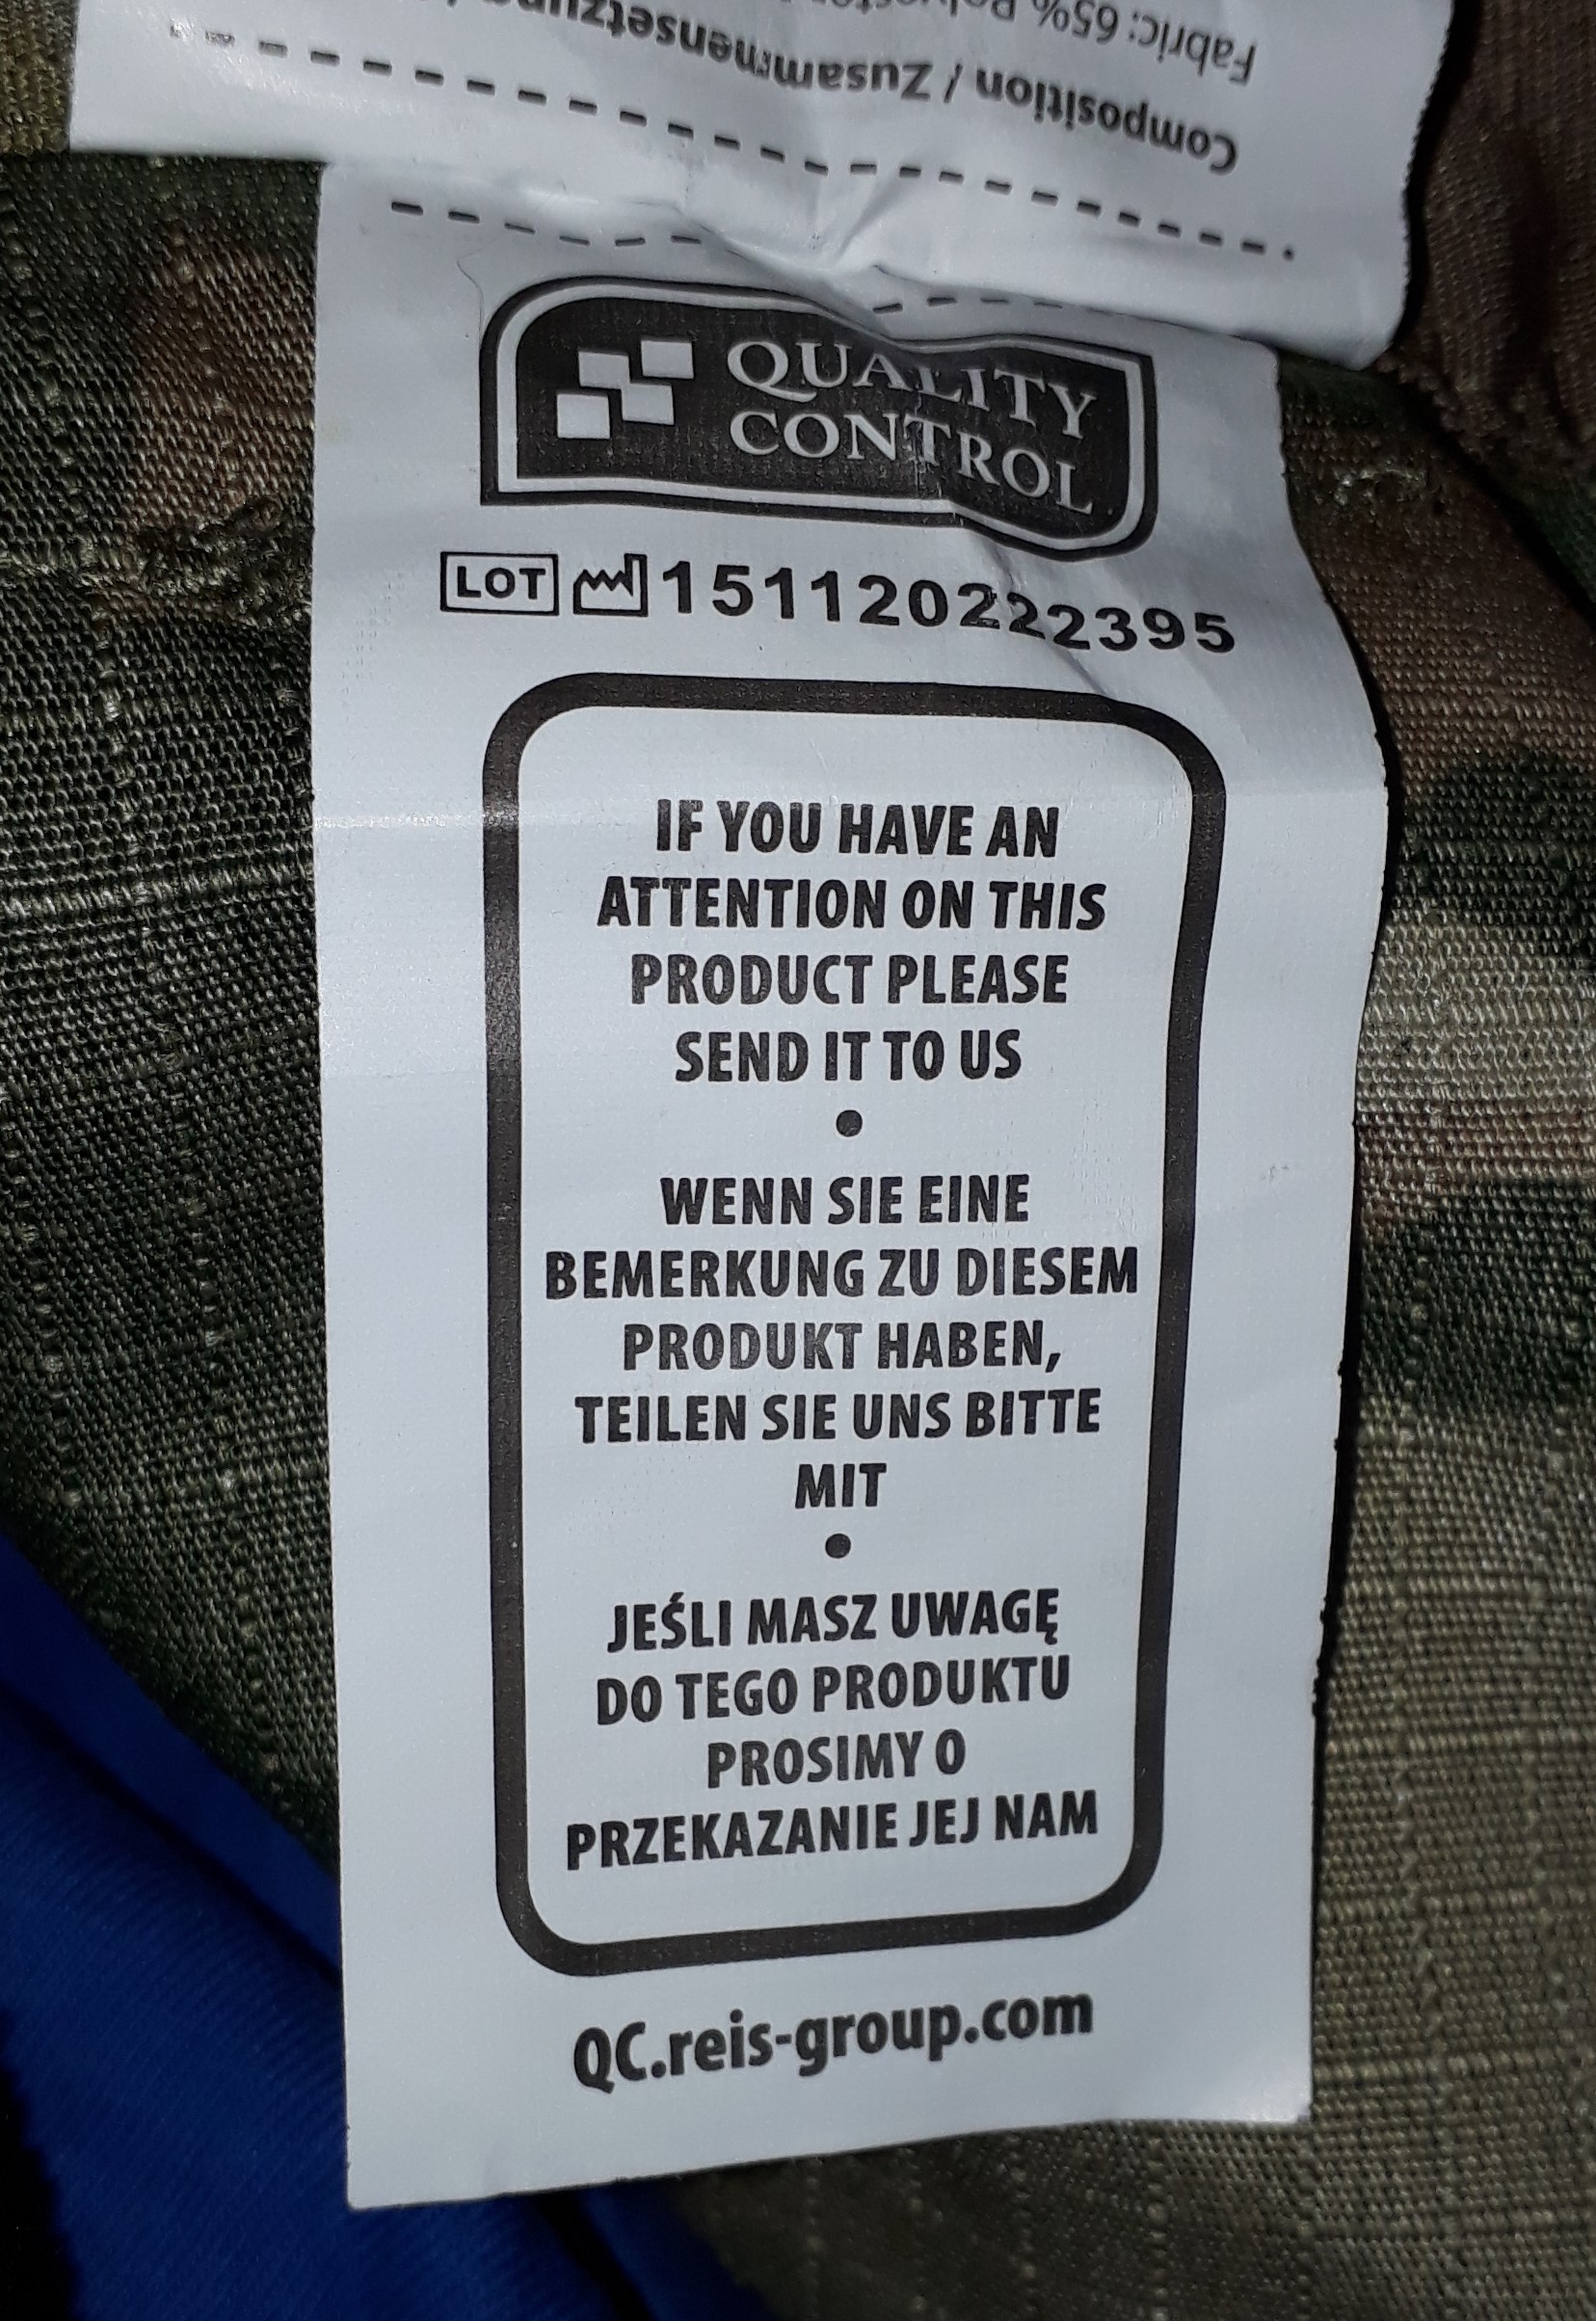 Fabric: 65%
Composition / Zusammensetzung /
QUALITY
CONTROL
LOT 151120222395
IF YOU HAVE AN
ATTENTION ON THIS
PRODUCT PLEASE
SEND IT TO US
•
WENN SIE EINE
BEMERKUNG ZU DIESEM
PRODUKT HABEN,
TEILEN SIE UNS BITTE
MIT
•
JEŚLI MASZ UWAGĘ
DO TEGO PRODUKTU
PROSIMY O
PRZEKAZANIE JEJ NAM
QC.reis-group.com